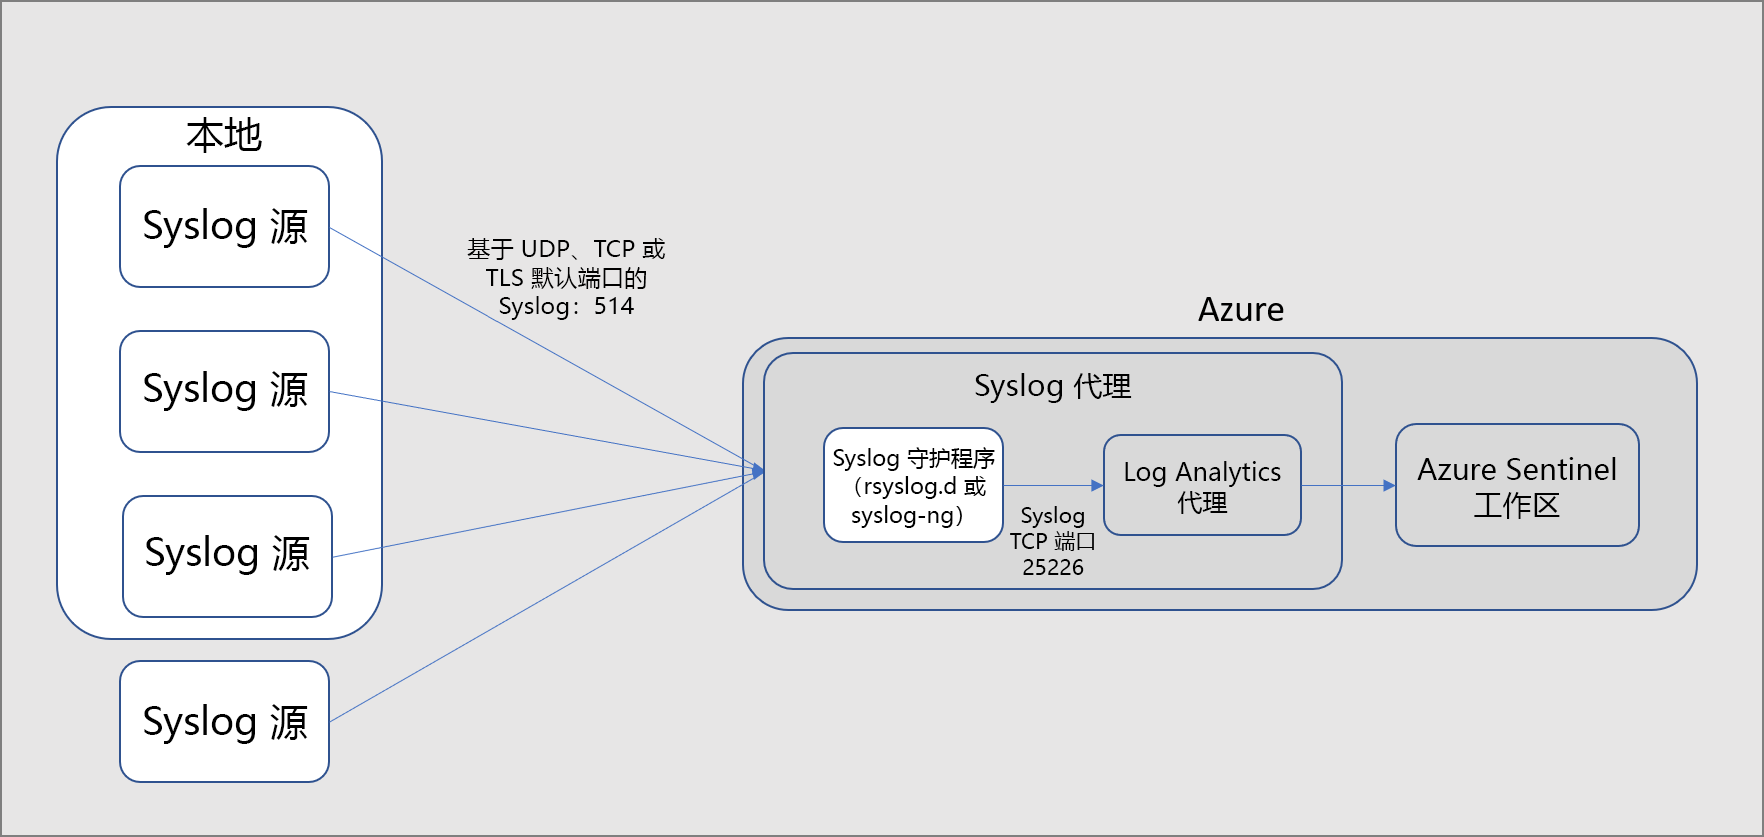 本地
Syslog 源
Syslog 源
Syslog 源
Syslog 源
基于 UDP、TCP 或
TLS 默认端口的
Syslog：514
Azure
Syslog 代理
Syslog 守护程序
（rsyslog.d 或
syslog-ng）
Syslog
TCP 端口
25226
Log Analytics
代理
Azure Sentinel
工作区